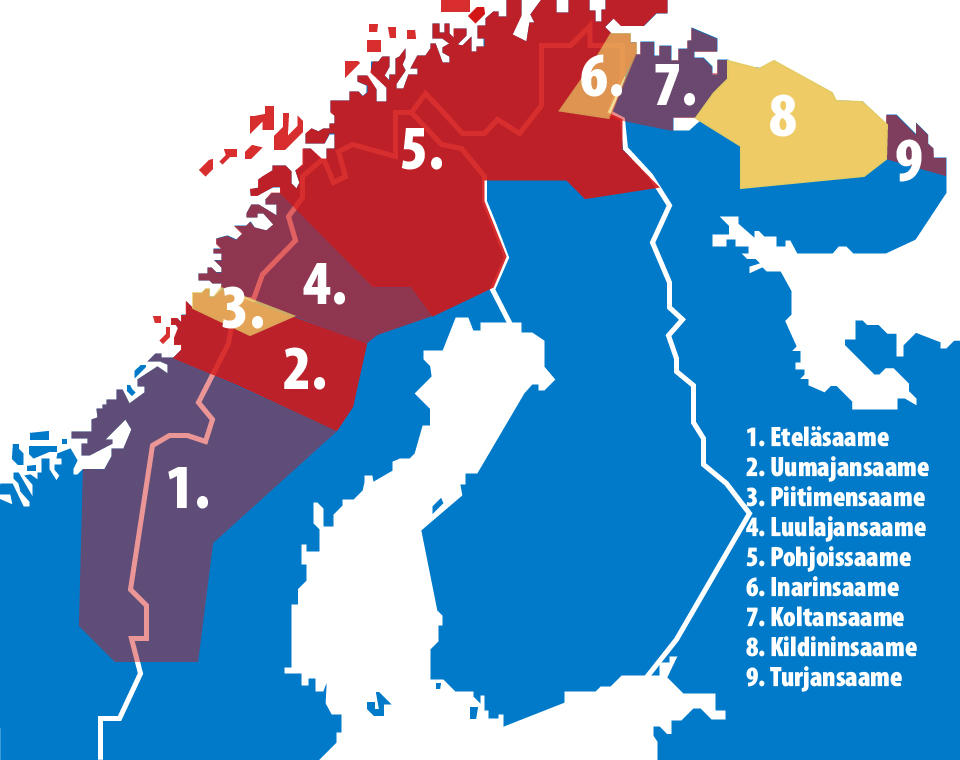 6.
7.
8
9
5.
4.
3.
2.
1.
1. Eteläsaame
2. Uumajansaame
3. Piitimensaame
4. Luulajansaame
5. Pohjoissaame
6. Inarinsaame
7. Koltansaame
8. Kildininsaame
9. Turjansaame